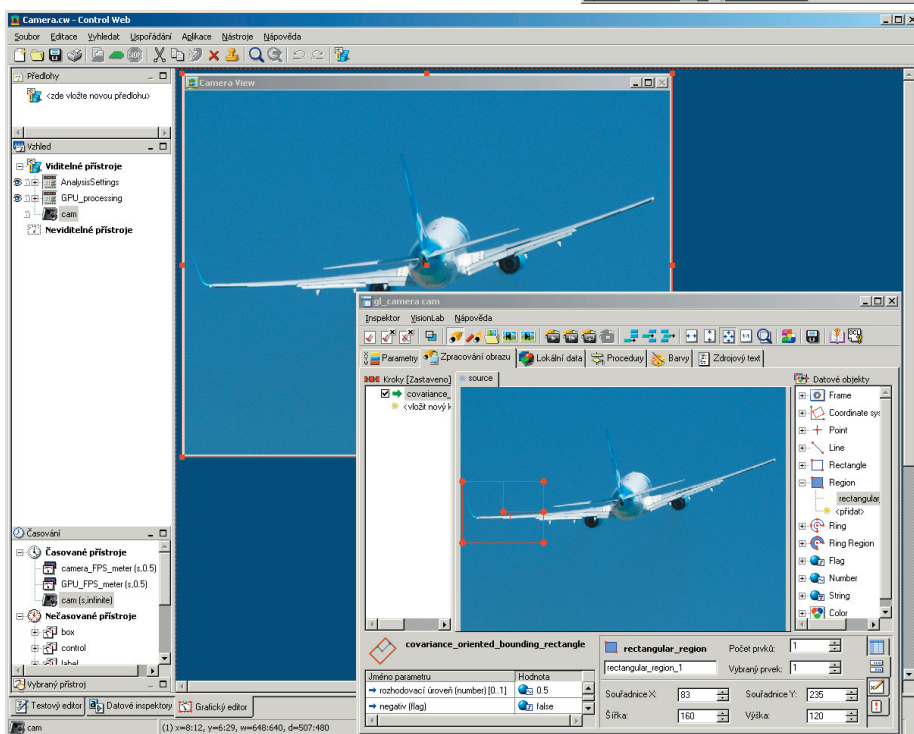 Camera.cw - Control Web
Soubor Editace Vyhledat Uspořádání Aplikace Nástroje Nápověda
Předlohy
<zde vložte novou předlohu>
Vzhled
Viditelné přístroje
AnalysisSettings
GPU_processing
cam
Neviditelné přístroje
Časování
Časované přístroje
camera_FPS_meter (s,0.5)
GPU_FPS_meter (s,0.5)
cam (s,infinite)
Nečasované přístroje
box
control
label
Vybraný přístroj
Camera View
gl_camera cam
Inspektor VisionLab Nápověda
Parametry Zpracování obrazu Lokální data Procedury Barvy Zdrojový text
Kroky [Zastaveno]
covariance_
<vložit nový k
source
Datové objekty
Frame
Coordinate sys
Point
Line
Rectangle
Region
rectangular_
<přidat>
Ring
Ring Region
Flag
Number
String
Color
covariance_oriented_bounding_rectangle
Jméno parametru Hodnota
rozhodovací úroveň (number) [0..1] 0.5
negativ (flag) false
rectangular_region Počet prvků: 1
rectangular_region_1 Vybraný prvek: 1
Souřadnice X: 83 Souřadnice Y: 235
Šířka: 160 Výška: 120
Textový editor Datové inspektory Grafický editor
cam (1) x=8:12, y=6:29, w=648:640, d=507:480